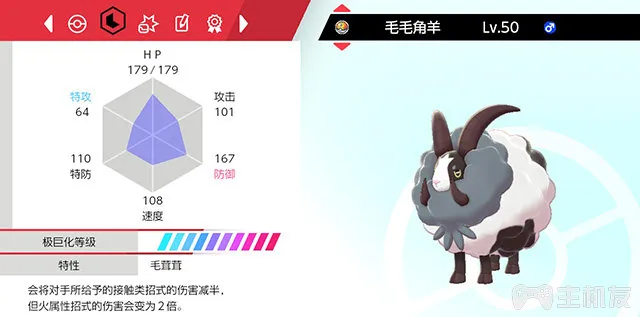 毛毛角羊 Lv.50
HP
179/179
特攻
64
攻击
101
110
特防
167
防御
108
速度
极巨化等级
特性 毛茸茸
会将对手所给予的接触类招式的伤害减半,
但火属性招式的伤害会变为2倍。
主机友